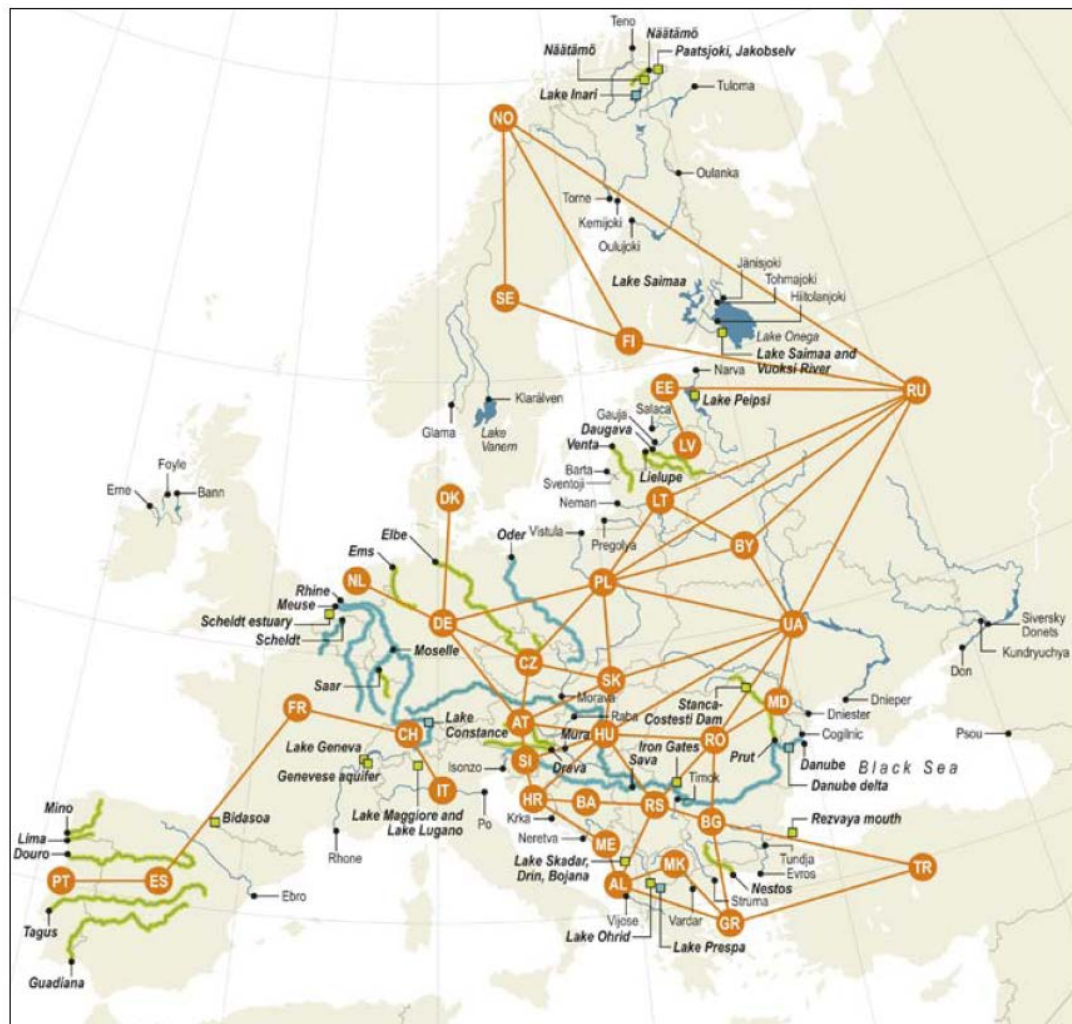 Teno
Näätämö
Näätämö
Paatsjoki, Jakobselv
Lake Inari
Tuloma
NO
Oulanka
Torne
Kemijoki
Oulujoki
Jänisjoki
Lake Saimaa
Tohmajoki
Hiitolanjoki
SE
FI
Lake Onega
Lake Saimaa and
Vuoksi River
Narva
EE
RU
Lake Peipsi
Klarälven
Glama
Lake
Vanern
Salaca
Gauja
Daugava
Venta
LV
Lielupe
Foyle
Erne
Bann
Barta
Sventoji
DK
Neman
LT
Vistula
Pregolya
BY
Elbe
Oder
Ems
NL
PL
Rhine
Meuse
Scheldt estuary
Scheldt
DE
UA
Siversky
Donets
Kundryuchya
Don
Moselle
CZ
SK
Saar
Morava
Stanca-
Costesti Dam
MD
Dnieper
FR
Raba
Dniester
CH
Lake
Constance
AT
Mura
HU
RO
Cogilnic
Psou
Lake Geneva
Genevese aquifer
Isonzo
SI
Drava
Sava
Iron Gates
Prut
Danube
Black Sea
Timok
Danube delta
IT
HR
BA
RS
Mino
Lima
Douro
Bidasoa
Lake Maggiore and
Lake Lugano
Po
Krka
Neretva
BG
Rezvaya mouth
Rhone
ME
Tundja
Evros
PT
ES
Lake Skadar,
Drin, Bojana
MK
TR
AL
Nestos
Ebro
Struma
Tagus
Vijose
Vardar
GR
Lake Ohrid
Lake Prespa
Guadiana